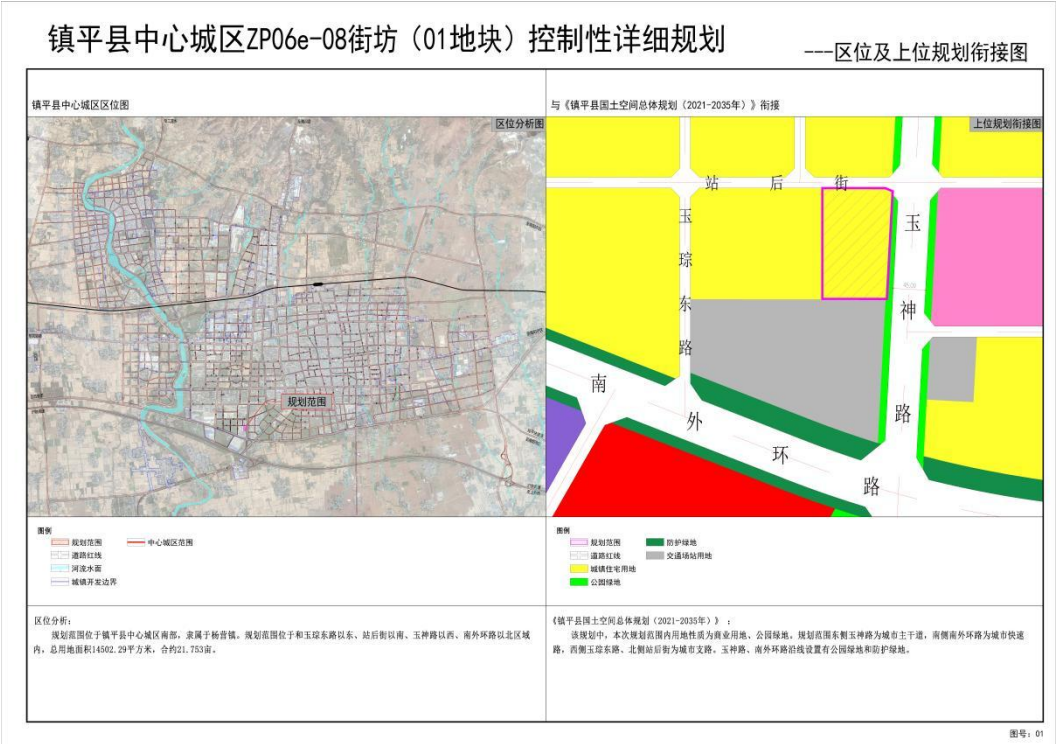 镇平县中心城区ZP06e-08街坊（01地块）控制性详细规划
---区位及上位规划衔接图
镇平县中心城区区位图
区位分析图
规划范围
图例
规划范围
中心城区范围
道路红线
河流水面
城镇开发边界
区位分析：
规划范围位于镇平县中心城区南部，隶属于杨营镇。规划范围位于和玉琮东路以东、站后街以南、玉神路以西、南外环路以北区域
内，总用地面积14502.29平方米，合约21.753亩。
与《镇平县国土空间总体规划（2021-2035年）》衔接
上位规划衔接图
站后街
玉琮东路
玉神路
南外环路
图例
规划范围
防护绿地
道路红线
交通场站用地
城镇住宅用地
公园绿地
《镇平县国土空间总体规划（2021-2035年）》：
该规划中，本次规划范围内用地性质为商业用地、公园绿地。规划范围东侧玉神路为城市主干道，南侧南外环路为城市快速
路，西侧玉琮东路、北侧站后街为城市支路。玉神路、南外环路沿线设置有公园绿地和防护绿地。
图号：01